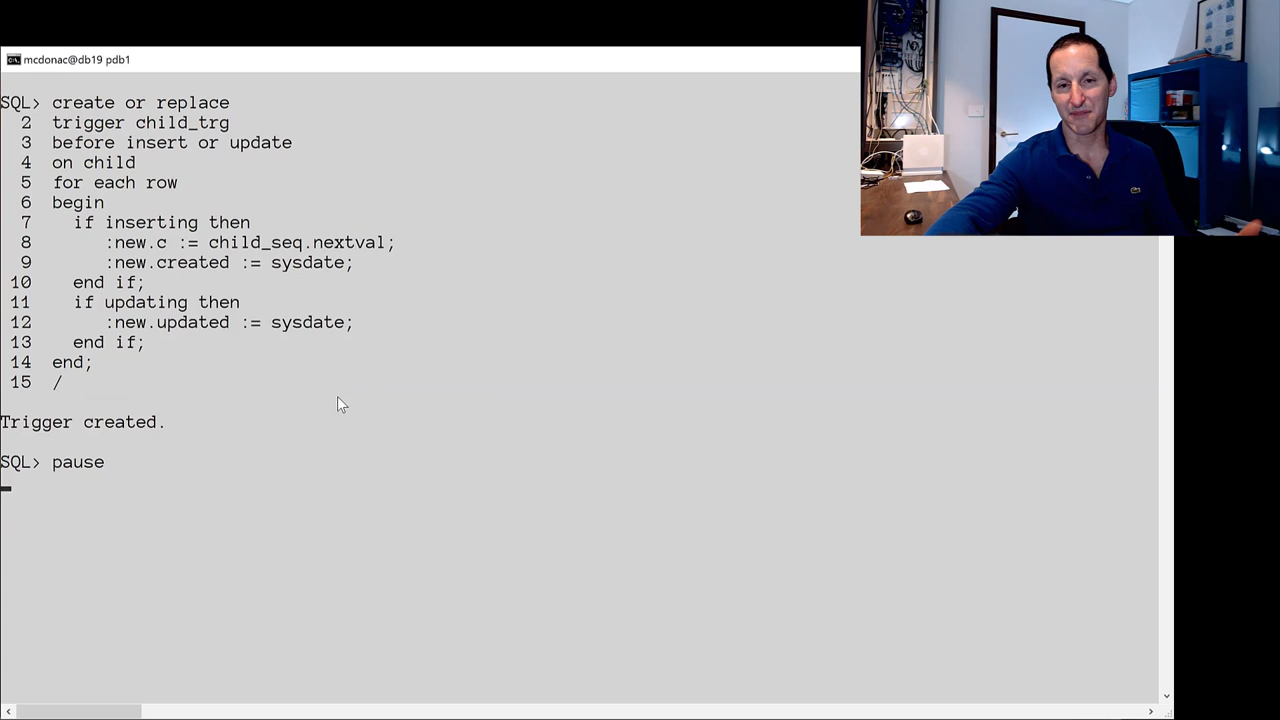 mcdonac@db19 pdb1
SQL> create or replace
2 trigger child_trg
3 before insert or update
4 on child
5 for each row
6 begin
7 if inserting then
8 :new.c := child_seq.nextval;
9 :new.created := sysdate;
10 end if;
11 if updating then
12 :new.updated := sysdate;
13 end if;
14 end;
15 /
Trigger created.
SQL> pause